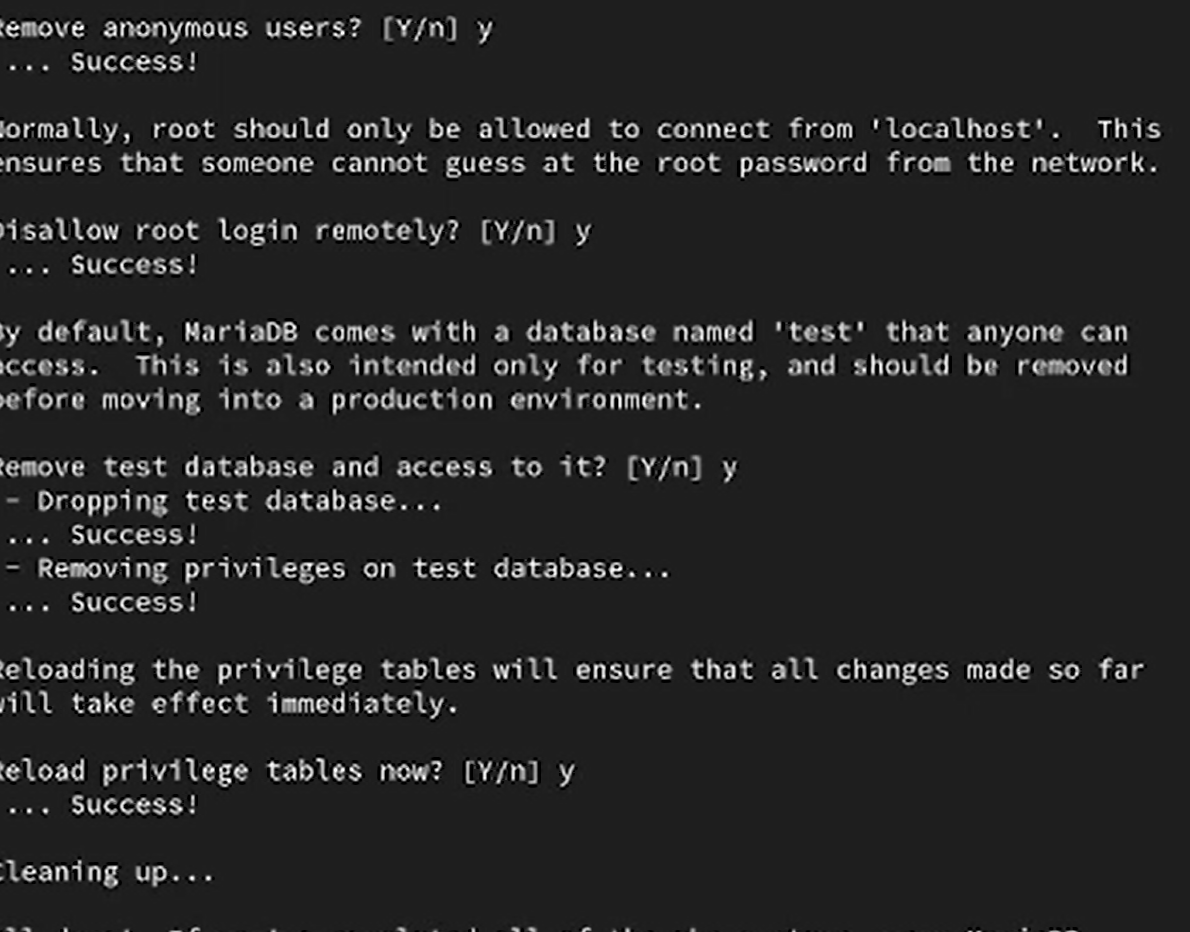 Remove anonymous users? [Y/n] y
... Success!
Normally, root should only be allowed to connect from 'localhost'.  This
ensures that someone cannot guess at the root password from the network.
Disallow root login remotely? [Y/n] y
... Success!
By default, MariaDB comes with a database named 'test' that anyone can
access.  This is also intended only for testing, and should be removed
before moving into a production environment.
Remove test database and access to it? [Y/n] y
- Dropping test database...
... Success!
- Removing privileges on test database...
... Success!
Reloading the privilege tables will ensure that all changes made so far
will take effect immediately.
Reload privilege tables now? [Y/n] y
... Success!
Cleaning up...